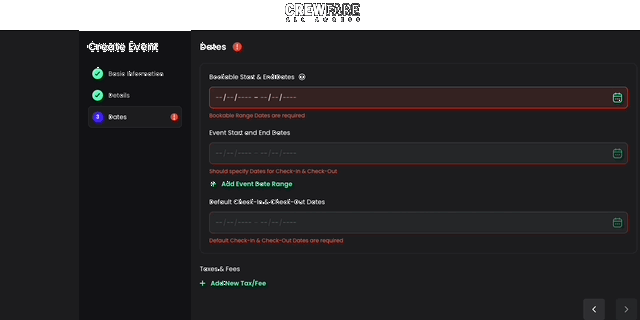 CREWFARE
ALL ACCESS
Create Event
Basic Information
Details
3 Dates
Dates
Bookable Start & End Dates
--/--/---- - --/--/----
Bookable Range Dates are required
Event Start and End Dates
--/--/---- - --/--/----
Should specify Dates for Check-in & Check-Out
Add Event Date Range
Default Check-In & Check-Out Dates
--/--/---- - --/--/----
Default Check-in & Check-Out Dates are required
Taxes & Fees
+ Add New Tax/Fee